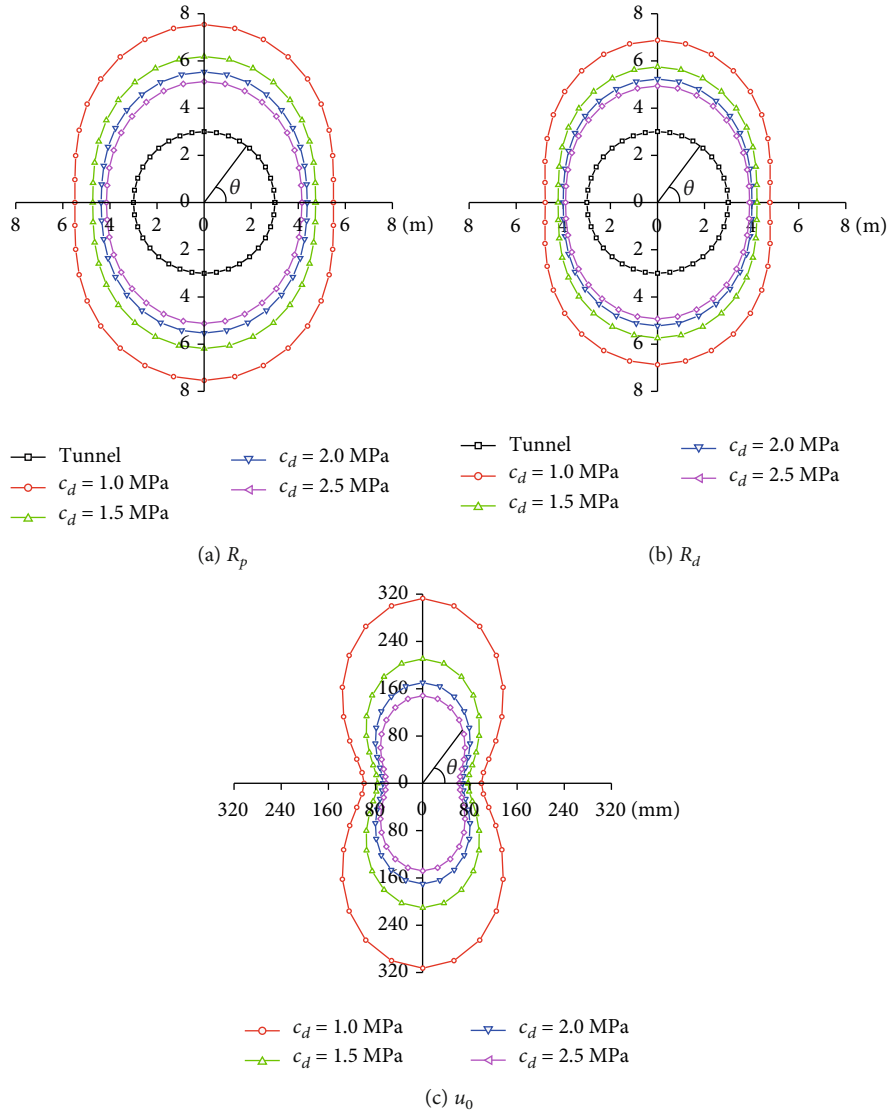 8
6
4
2
0
2
4
6
8
8 6 4 2 0 2 4 6 8 (m)
θ
Tunnel
c_d = 1.0 MPa
c_d = 1.5 MPa
c_d = 2.0 MPa
c_d = 2.5 MPa
(a) R_p
8
6
4
2
0
2
4
6
8
8 6 4 2 0 2 4 6 8 (m)
θ
Tunnel
c_d = 1.0 MPa
c_d = 1.5 MPa
c_d = 2.0 MPa
c_d = 2.5 MPa
(b) R_d
320
240
160
80
0
80
160
240
320
320 240 160 80 0 80 160 240 320 (mm)
θ
c_d = 1.0 MPa
c_d = 1.5 MPa
c_d = 2.0 MPa
c_d = 2.5 MPa
(c) u_0